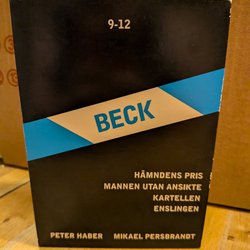 9-12
BECK
HÄMNDENS PRIS
MANNEN UTAN ANSIKTE
KARTELLEN
ENSLINGEN
PETER HABER MIKAEL PERSBRANDT